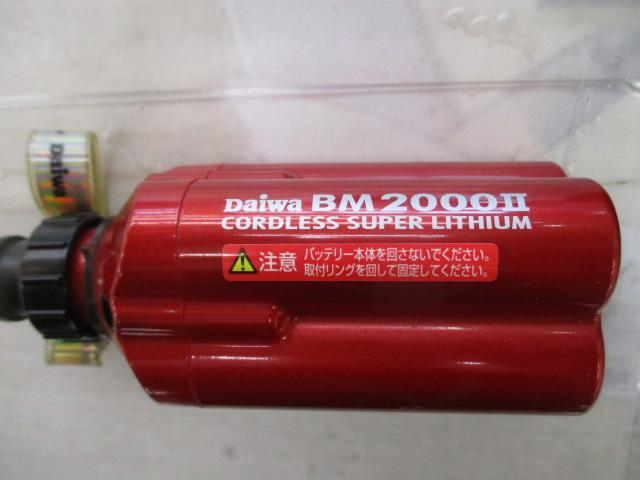 Daiwa
Daiwa BM 2000II
CORDLESS SUPER LITHIUM
注意 バッテリー本体を回さないでください。
取付リングを回して固定してください。